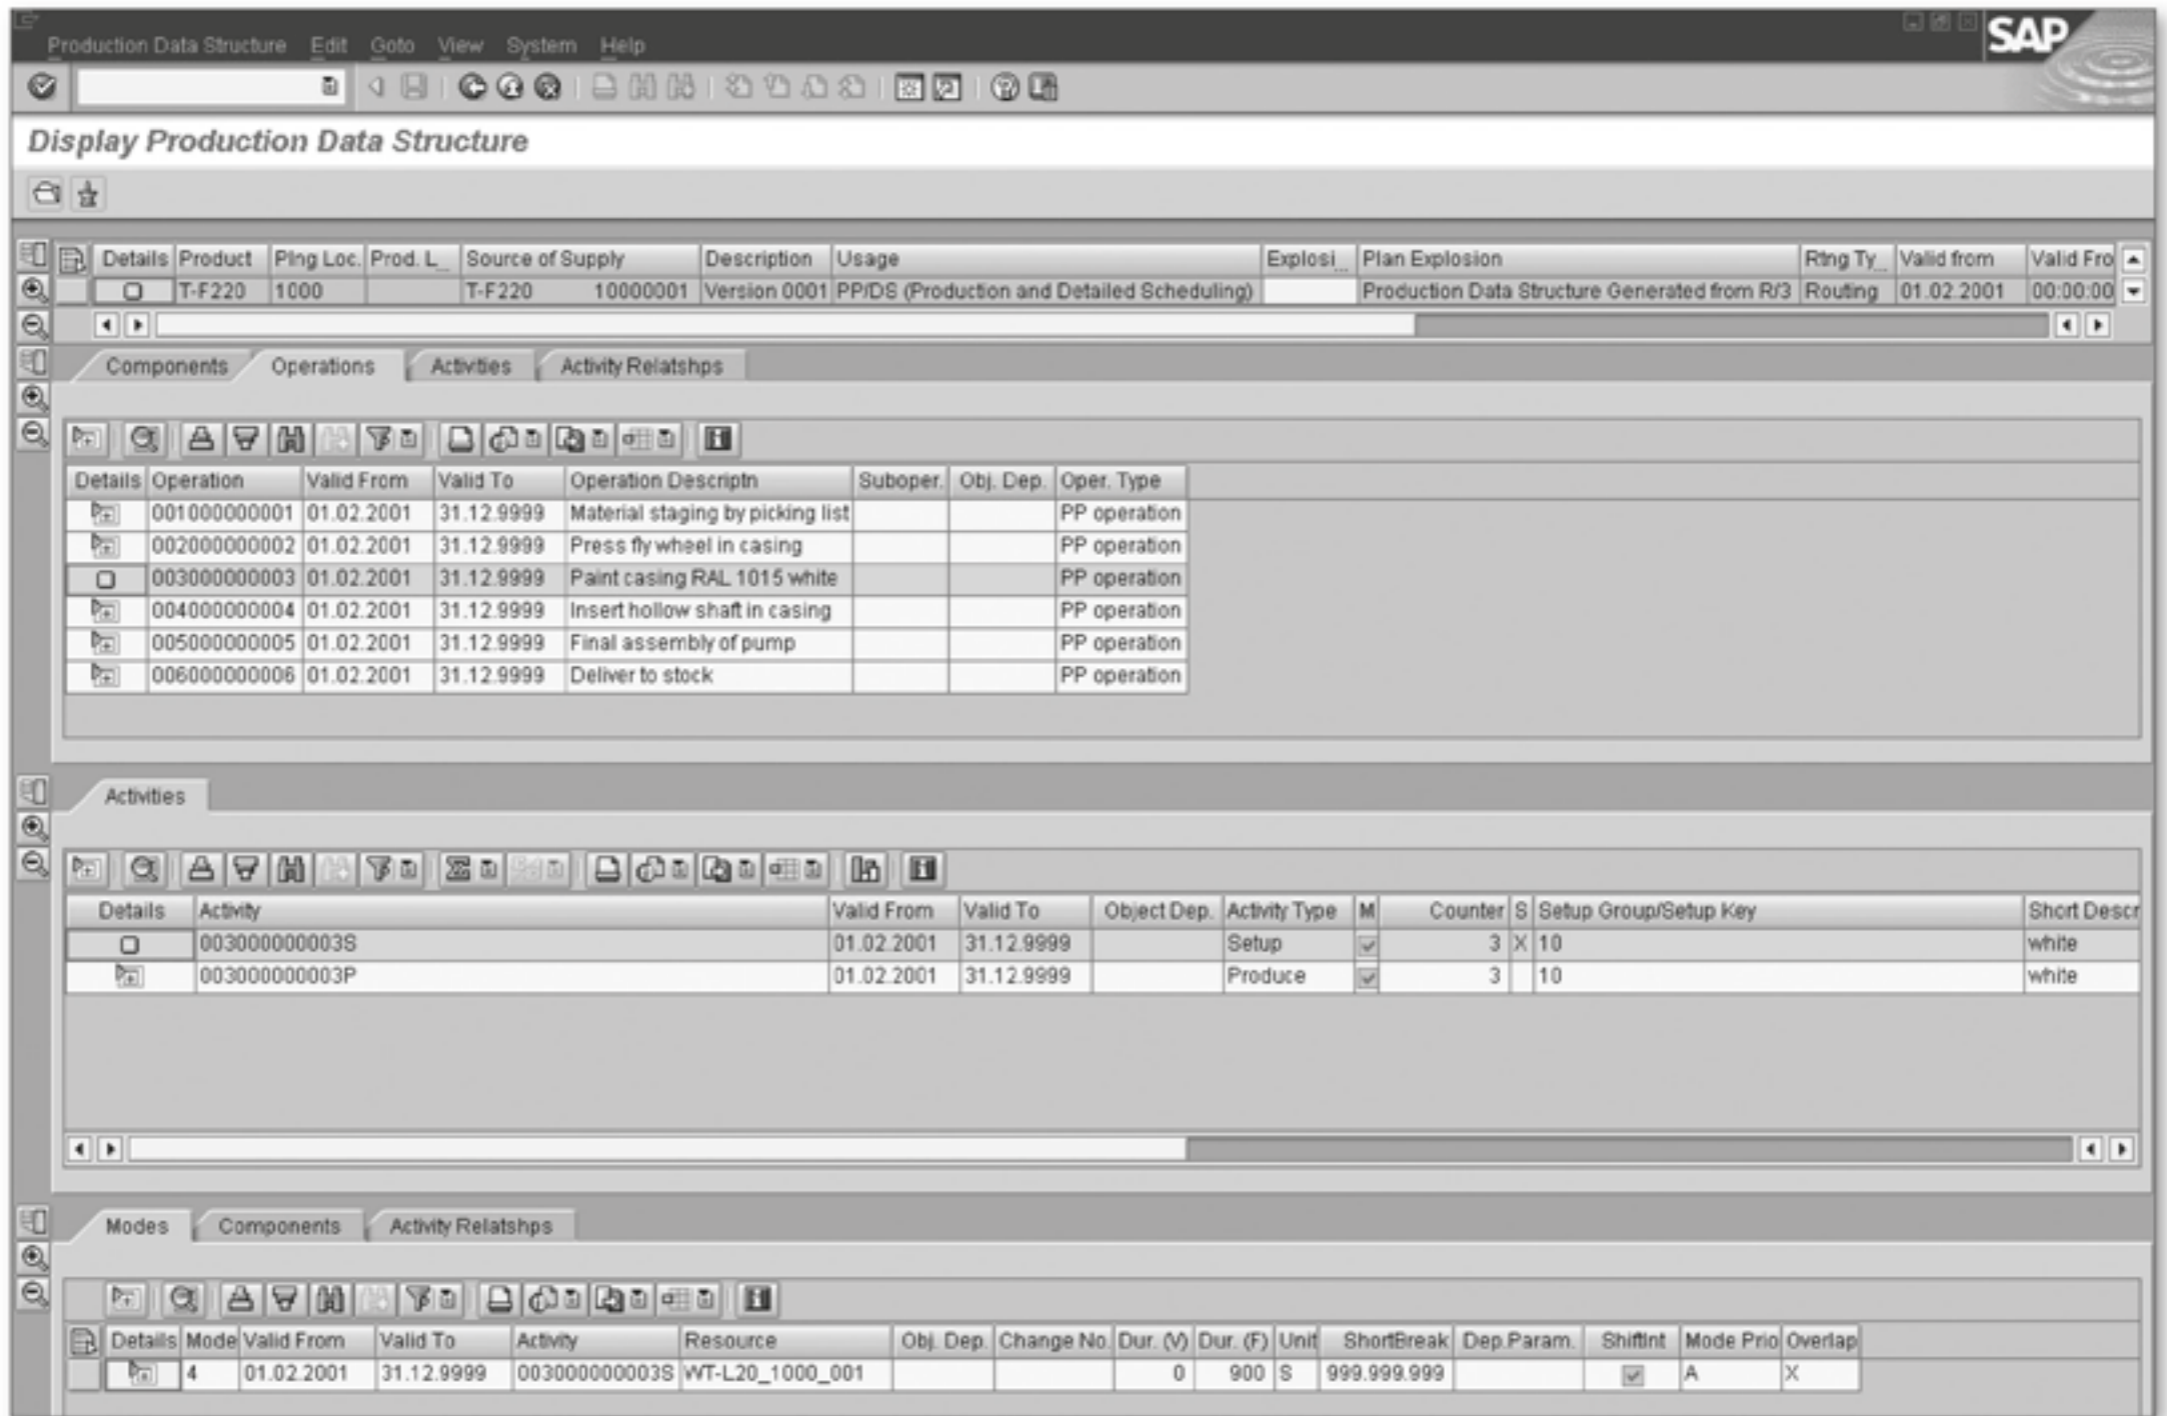 SAP
Production Data Structure Edit Goto View System Help
Display Production Data Structure
Details Product Plng Loc. Prod. L... Source of Supply Description Usage Explosi... Plan Explosion Rtng Ty... Valid from Valid Fro
T-F220 1000 T-F220 10000001 Version 0001 PP/DS (Production and Detailed Scheduling) Production Data Structure Generated from R/3 Routing 01.02.2001 00:00:00
Components Operations Activities Activity Relatshps
Details Operation Valid From Valid To Operation Descriptn Suboper. Obj. Dep. Oper. Type
001000000001 01.02.2001 31.12.9999 Material staging by picking list PP operation
002000000002 01.02.2001 31.12.9999 Press fly wheel in casing PP operation
003000000003 01.02.2001 31.12.9999 Paint casing RAL 1015 white PP operation
004000000004 01.02.2001 31.12.9999 Insert hollow shaft in casing PP operation
005000000005 01.02.2001 31.12.9999 Final assembly of pump PP operation
006000000006 01.02.2001 31.12.9999 Deliver to stock PP operation
Activities
Details Activity Valid From Valid To Object Dep. Activity Type M Counter S Setup Group/Setup Key Short Descr
003000000003S 01.02.2001 31.12.9999 Setup 3 X 10 white
003000000003P 01.02.2001 31.12.9999 Produce 3 10 white
Modes Components Activity Relatshps
Details Mode Valid From Valid To Activity Resource Obj. Dep. Change No. Dur. (V) Dur. (F) Unit ShortBreak Dep.Param. ShiftInt Mode Prio Overlap
4 01.02.2001 31.12.9999 003000000003S WT-L20_1000_001 0 900 S 999.999.999 A X